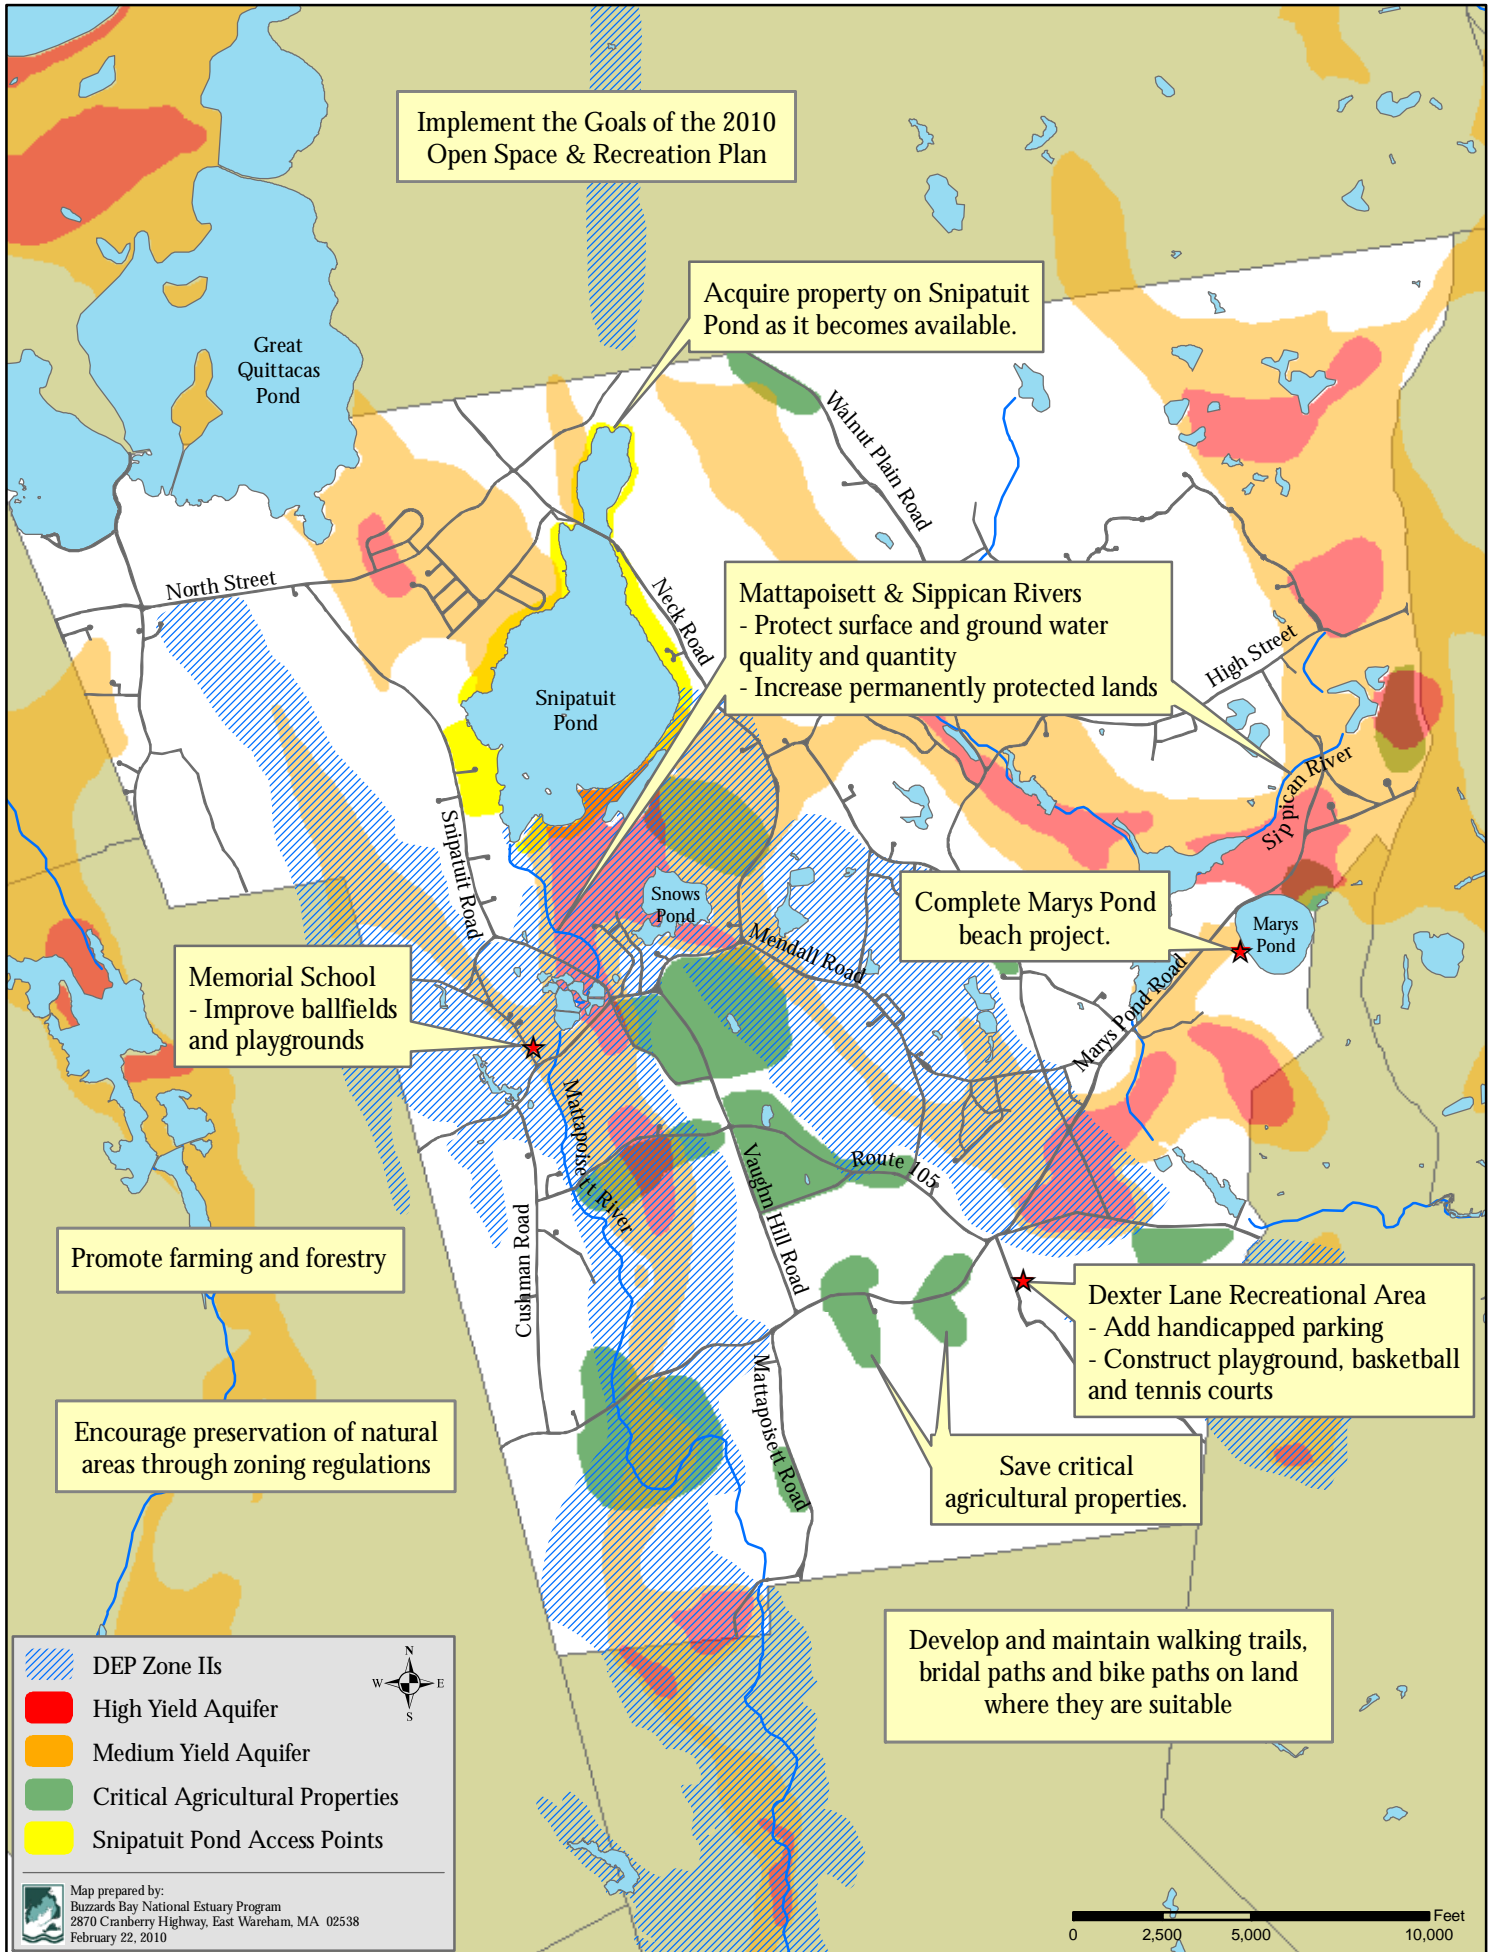 Implement the Goals of the 2010
Open Space & Recreation Plan
Acquire property on Snipatuit
Pond as it becomes available.
Great
Quittacas
Pond
Walnut Plain Road
North Street
Neck Road
Mattapoisett & Sippican Rivers
- Protect surface and ground water
quality and quantity
- Increase permanently protected lands
High Street
Snipatuit
Pond
Sippican River
Snipatuit Road
Snows
Pond
Complete Marys Pond
beach project.
Marys
Pond
Mendall Road
Memorial School
- Improve ballfields
and playgrounds
Marys Pond Road
Mattapoisett River
Vaughn Hill Road
Route 105
Cushman Road
Promote farming and forestry
Dexter Lane Recreational Area
- Add handicapped parking
- Construct playground, basketball
and tennis courts
Mattapoisett Road
Encourage preservation of natural
areas through zoning regulations
Save critical
agricultural properties.
Develop and maintain walking trails,
bridal paths and bike paths on land
where they are suitable
N
W E
S
DEP Zone IIs
High Yield Aquifer
Medium Yield Aquifer
Critical Agricultural Properties
Snipatuit Pond Access Points
Map prepared by:
Buzzards Bay National Estuary Program
2870 Cranberry Highway, East Wareham, MA 02538
February 22, 2010
Feet
0 2,500 5,000 10,000